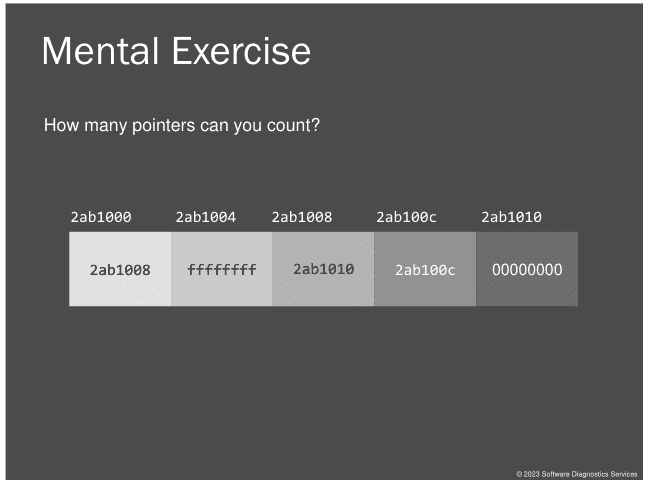 Mental Exercise
How many pointers can you count?
2ab1000 2ab1004 2ab1008 2ab100c 2ab1010
2ab1008 ffffffff 2ab1010 2ab100c 00000000
© 2023 Software Diagnostics Services